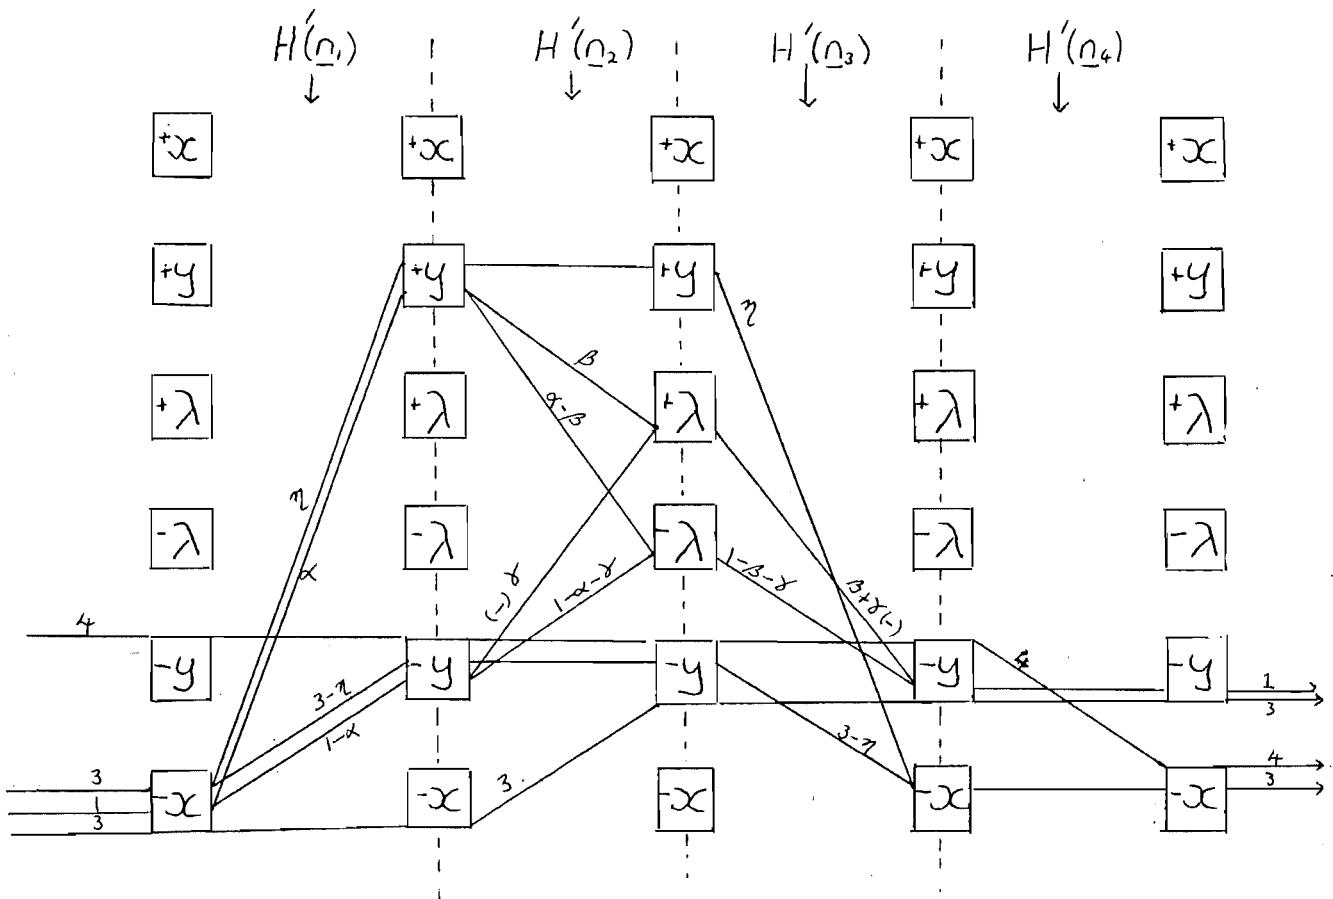 H′(n₁) H′(n₂) H′(n₃) H′(n₄)
+x +x +x +x +x
+y +y +y +y +y
η
β
α-β
+λ +λ +λ +λ +λ
η
-λ -λ -λ -λ -λ
α (-)γ 1-α-γ 1-β-γ β+γ(-)
4
-y -y -y -y -y
4
3-η 1-α 3-η
1
3
3
1
3
-x -x -x -x -x
3
4
3